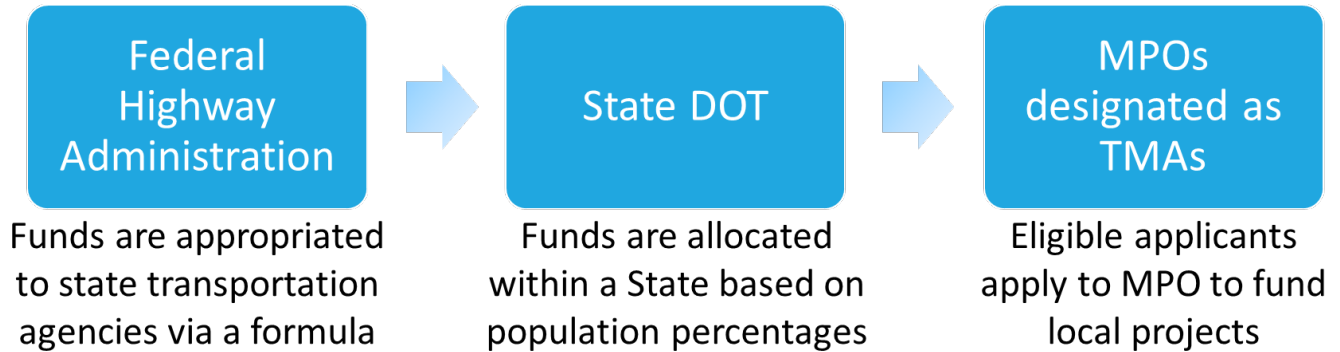 Federal
Highway
Administration
Funds are appropriated
to state transportation
agencies via a formula
State DOT
Funds are allocated
within a State based on
population percentages
MPOs
designated as
TMAs
Eligible applicants
apply to MPO to fund
local projects